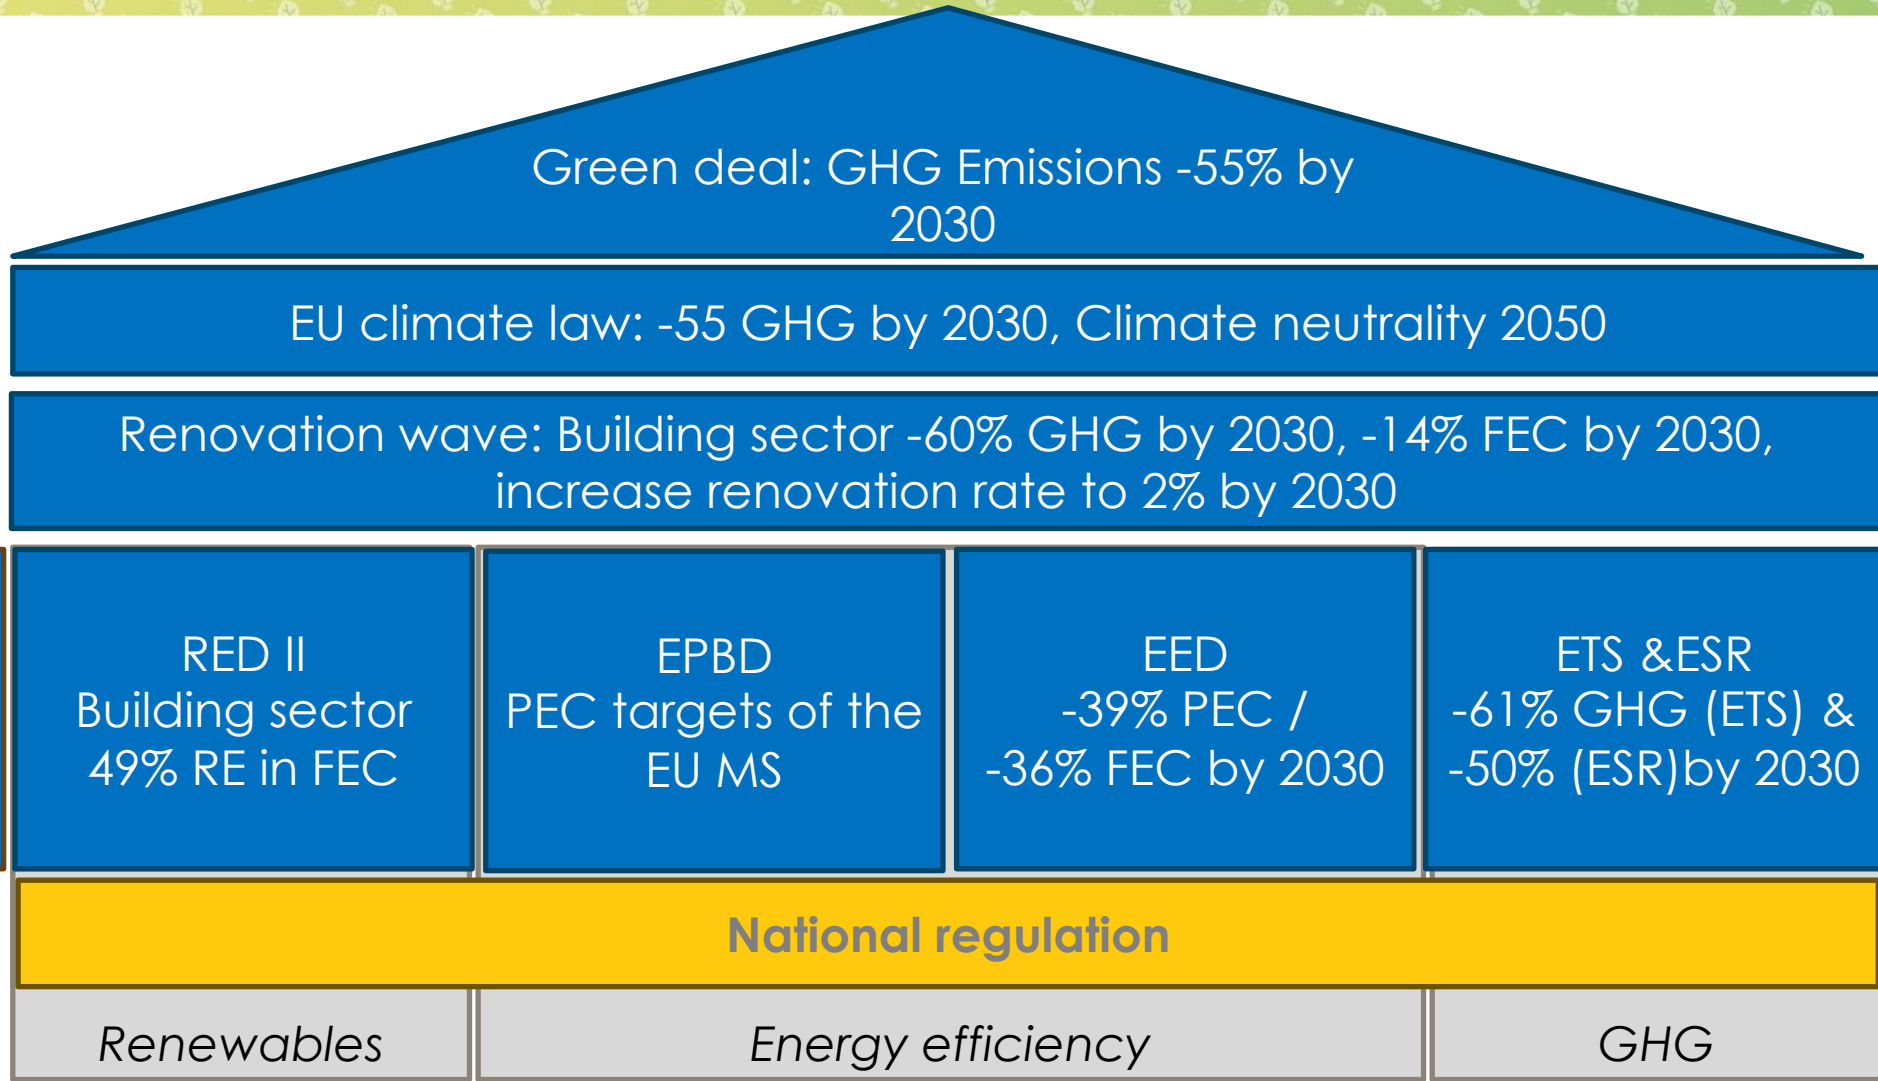 Green deal: GHG Emissions -55% by
2030
EU climate law: -55 GHG by 2030, Climate neutrality 2050
Renovation wave: Building sector -60% GHG by 2030, -14% FEC by 2030,
increase renovation rate to 2% by 2030
RED II
Building sector
49% RE in FEC
EPBD
PEC targets of the
EU MS
EED
-39% PEC /
-36% FEC by 2030
ETS &ESR
-61% GHG (ETS) &
-50% (ESR)by 2030
National regulation
Renewables
Energy efficiency
GHG